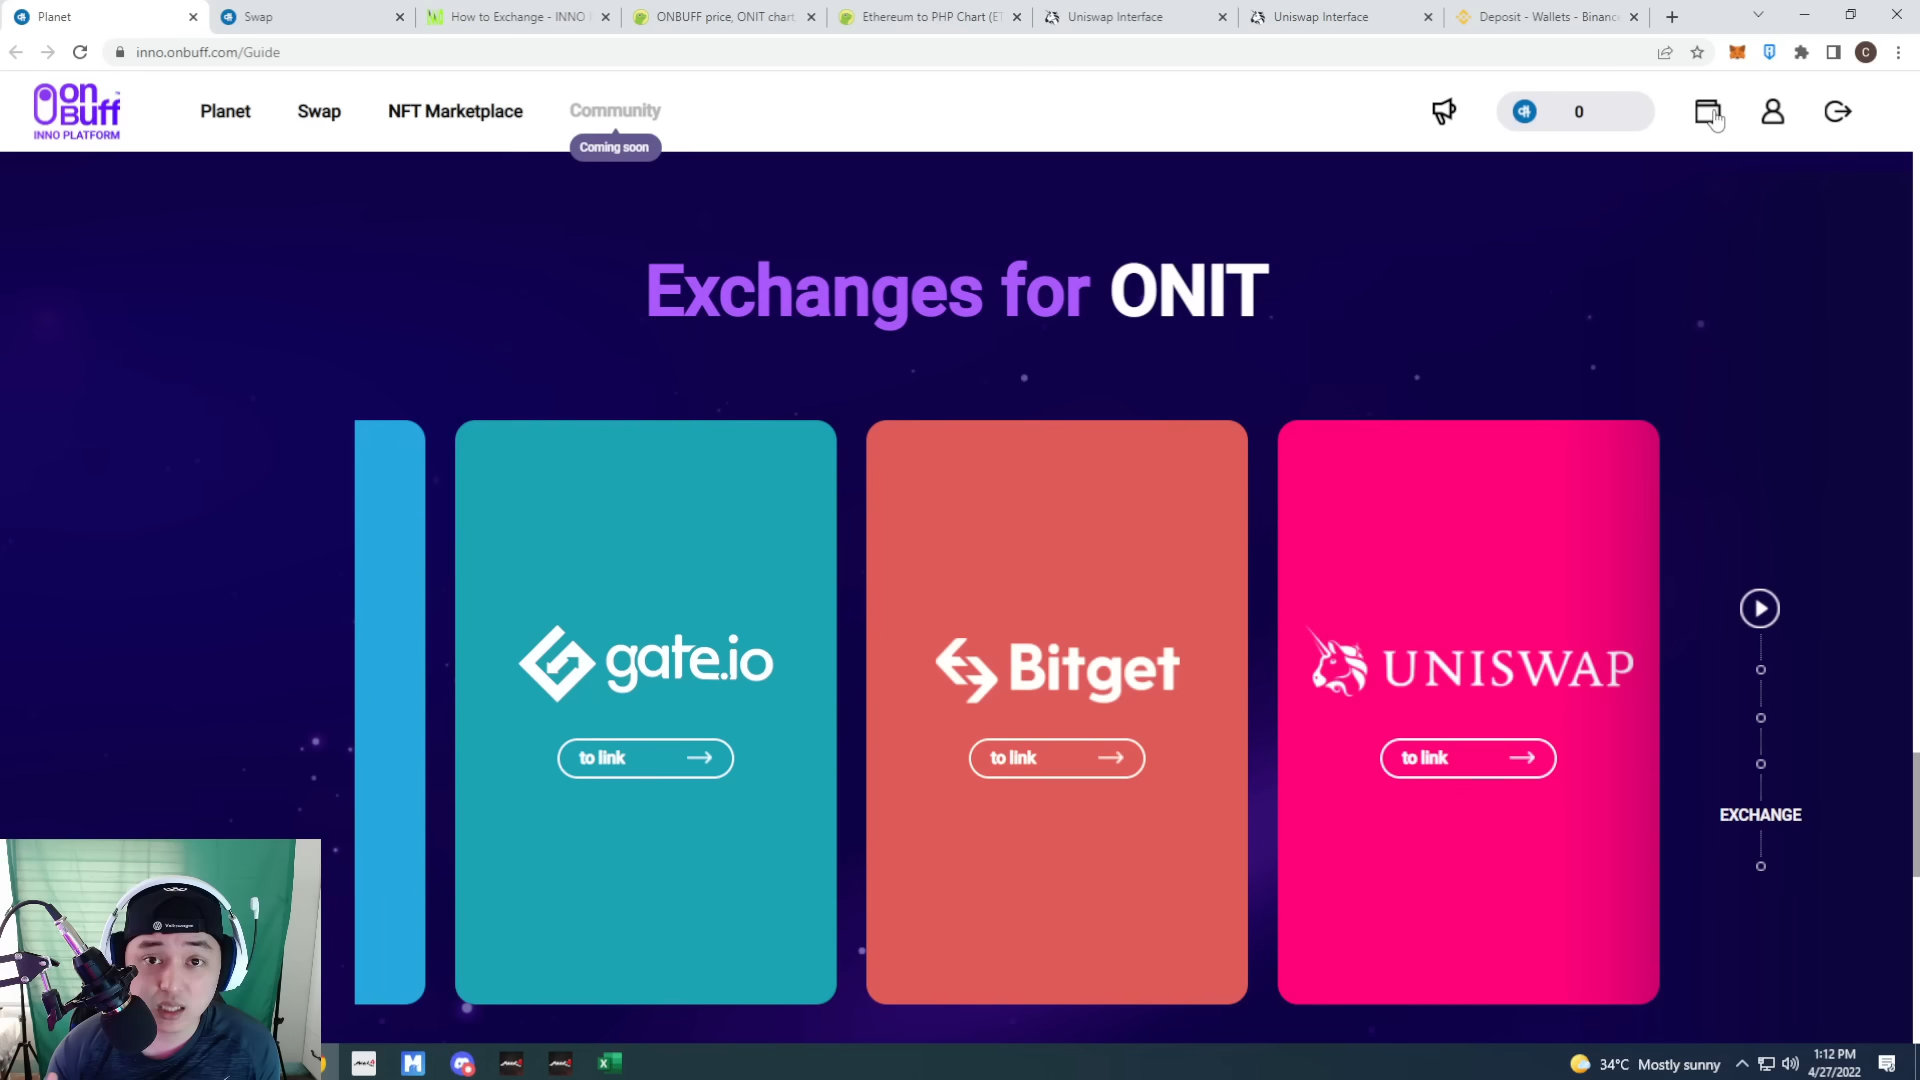 Planet
Swap
How to Exchange - INNO
ONBUFF price, ONIT chart,
Ethereum to PHP Chart (ET
Uniswap Interface
Uniswap Interface
Deposit - Wallets - Binanc
inno.onbuff.com/Guide
C
on
Buff
INNO PLATFORM
Planet
Swap
NFT Marketplace
Community
Coming soon
0
Exchanges for ONIT
gate.io
to link
Bitget
to link
UNISWAP
to link
EXCHANGE
Volkswagen
34°C Mostly sunny
1:12 PM
4/27/2022